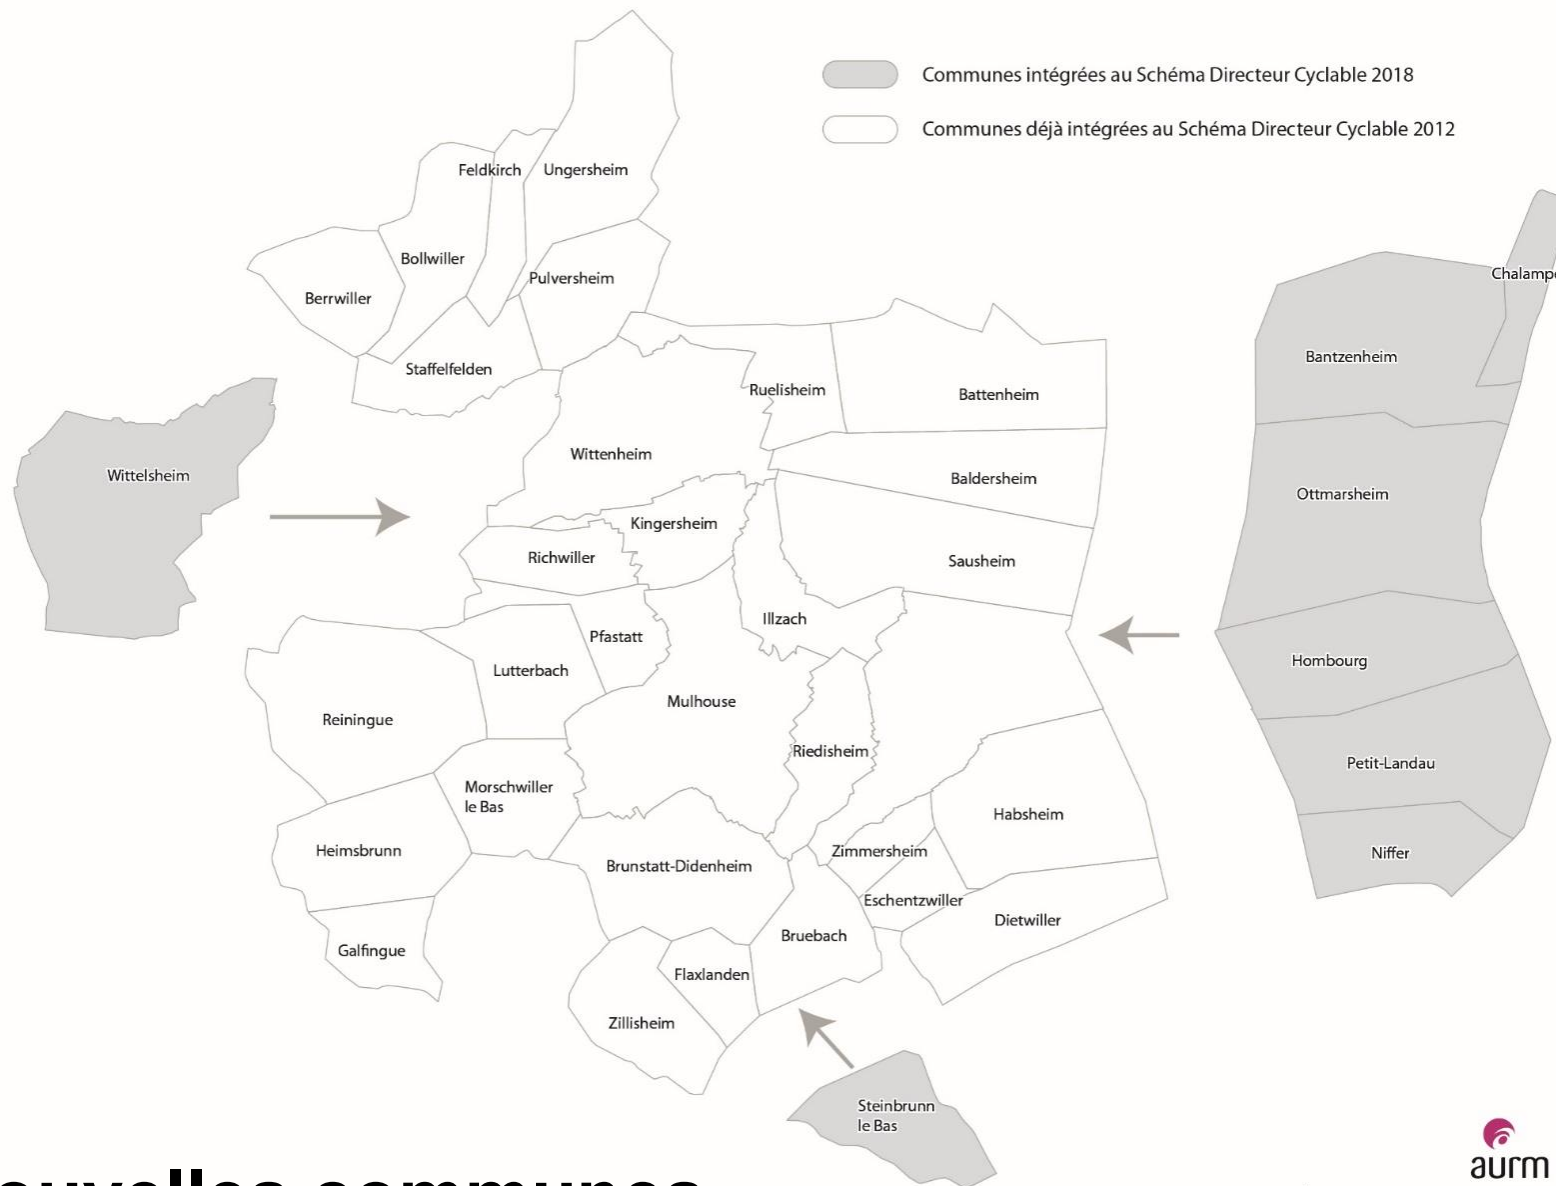 Communes intégrées au Schéma Directeur Cyclable 2018
Communes déjà intégrées au Schéma Directeur Cyclable 2012
Feldkirch
Ungersheim
Bollwiller
Pulversheim
Berrwiller
Staffelfelden
Chalamp
Bantzenheim
Ruelisheim
Battenheim
Wittelsheim
Wittenheim
Baldersheim
Ottmarsheim
Kingersheim
Richwiller
Sausheim
Illzach
Pfastatt
Lutterbach
Hombourg
Mulhouse
Reiningue
Riedisheim
Petit-Landau
Morschwiller
le Bas
Habsheim
Heimsbrunn
Brunstatt-Didenheim
Zimmersheim
Niffer
Eschentzwiller
Dietwiller
Bruebach
Galfingue
Flaxlanden
Zillisheim
Steinbrunn
le Bas
aurm
ouvelles communes